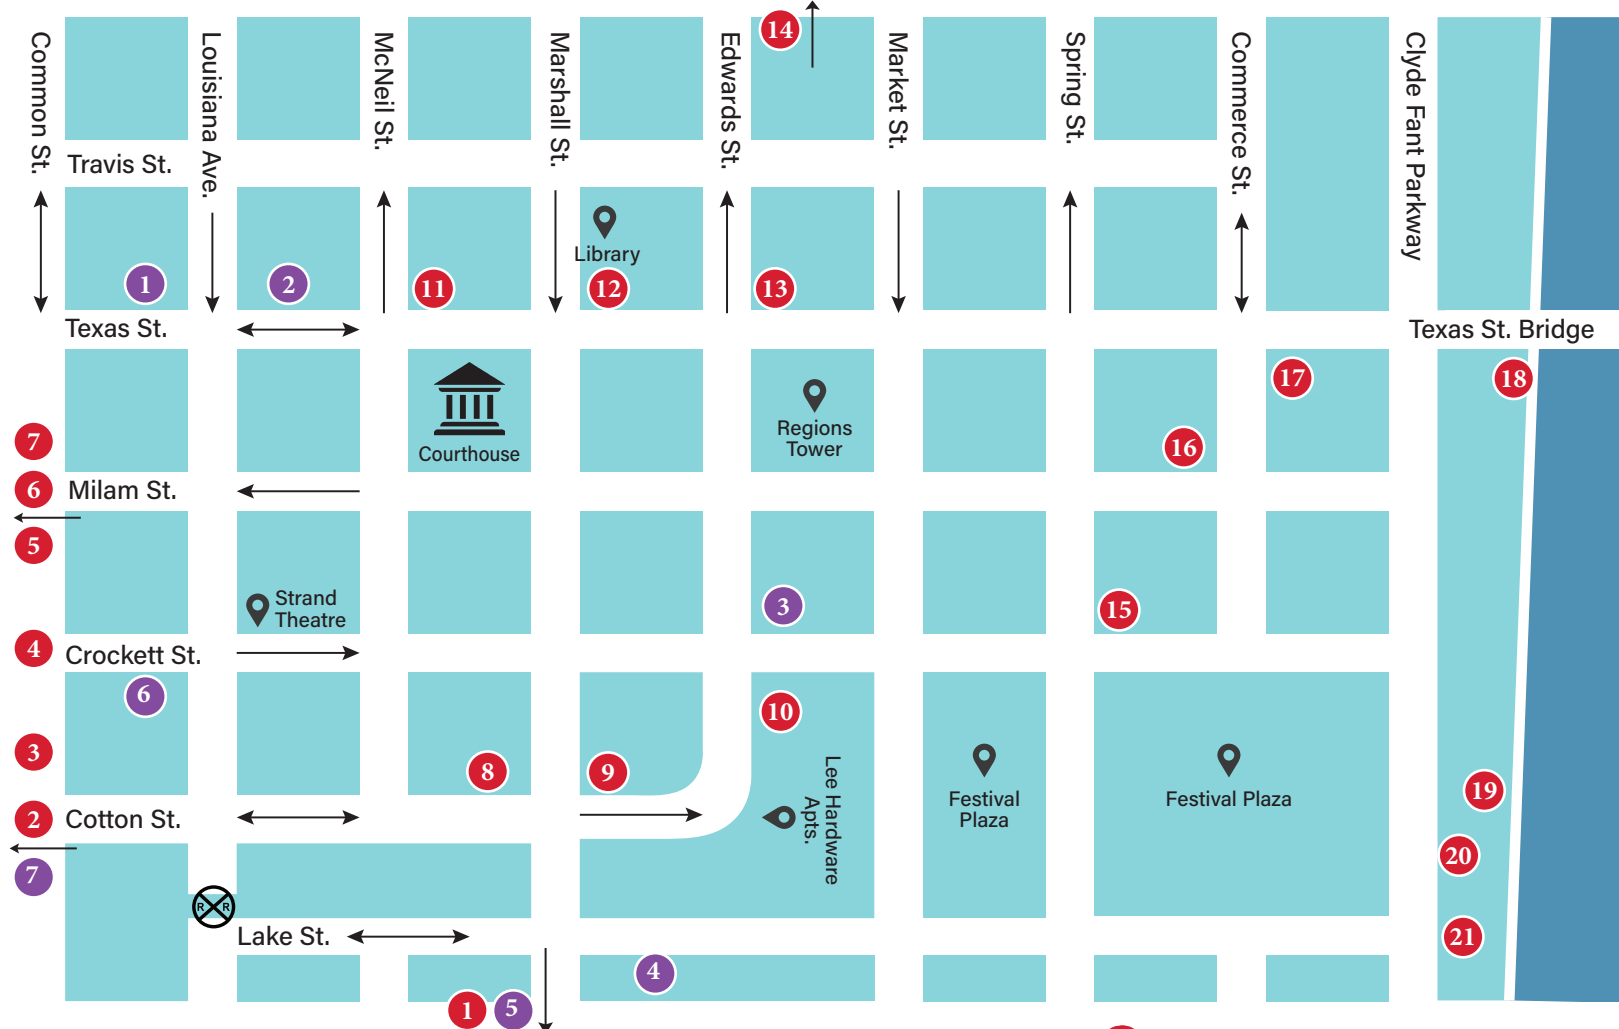 14
Common St.
Louisiana Ave.
McNeil St.
Marshall St.
Edwards St.
Market St.
Spring St.
Commerce St.
Clyde Fant Parkway
Travis St.
Library
1
2
11
12
13
Texas St.
Texas St. Bridge
17
18
Regions
Tower
Courthouse
7
16
6
Milam St.
5
Strand
Theatre
3
15
4
Crockett St.
6
10
3
8
9
Lee Hardware
Apts.
Festival
Plaza
Festival Plaza
19
2
Cotton St.
20
7
R R
Lake St.
21
4
1
5